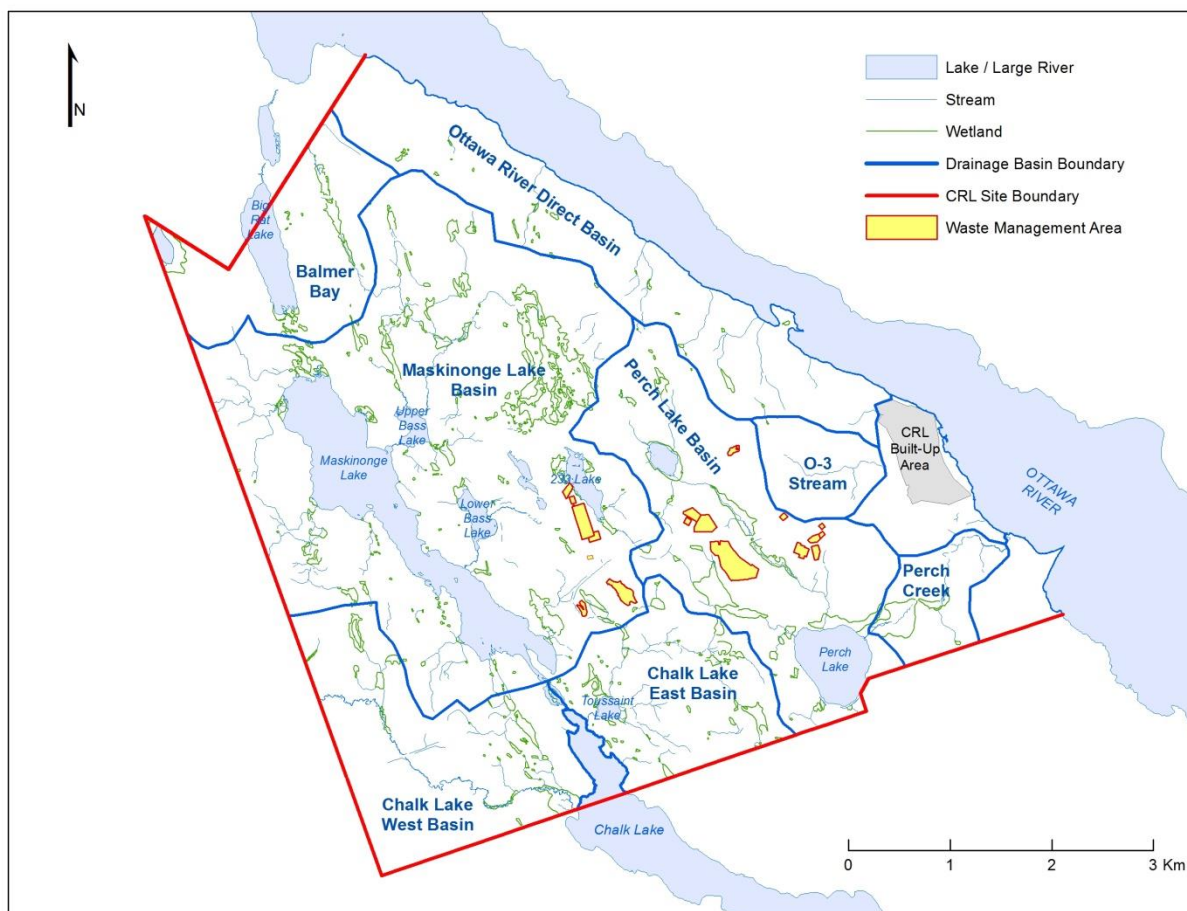 N
Lake / Large River
Stream
Wetland
Drainage Basin Boundary
CRL Site Boundary
Waste Management Area
Ottawa River Direct Basin
Big
Rat
Lake
Balmer
Bay
Maskinonge Lake
Basin
Perch Lake Basin
Upper
Bass
Lake
Maskinonge
Lake
CRL
Built-Up
Area
O-3
Stream
233 Lake
Lower
Bass
Lake
OTTAWA
RIVER
Perch
Creek
Perch
Lake
Chalk Lake
East Basin
Toussaint
Lake
Chalk Lake
West Basin
Chalk Lake
0 1 2 3 Km